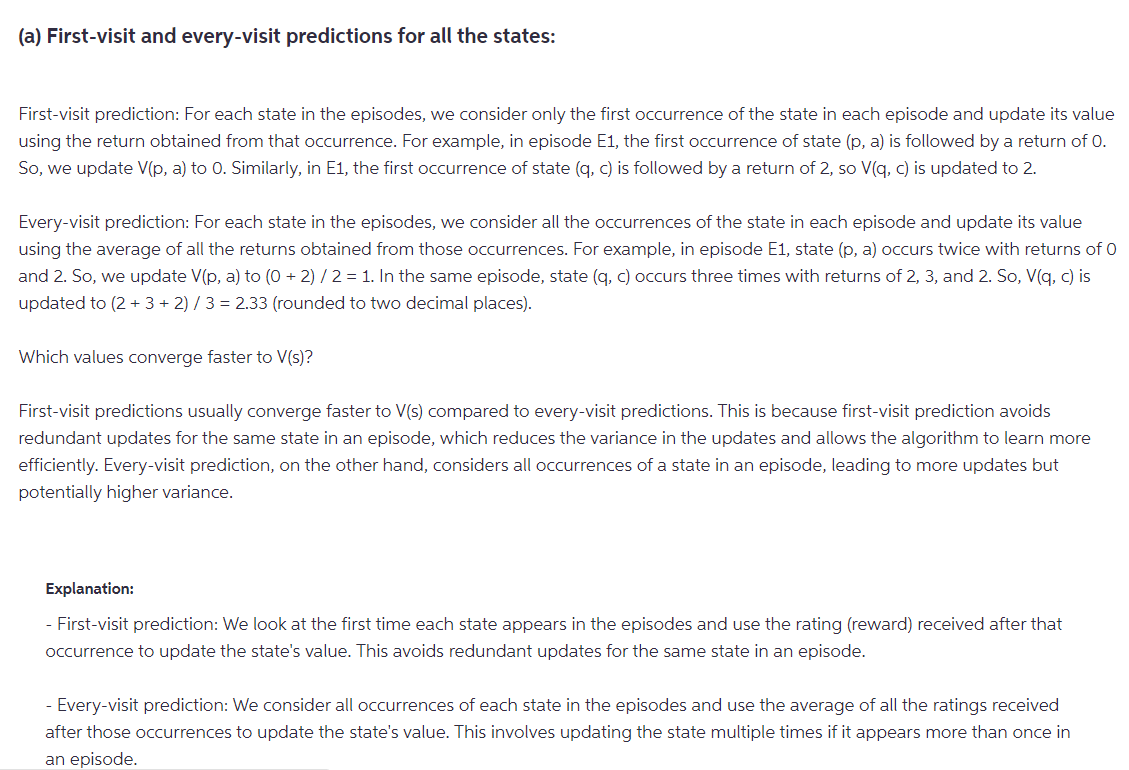 (a) First-visit and every-visit predictions for all the states:
First-visit prediction: For each state in the episodes, we consider only the first occurrence of the state in each episode and update its value
using the return obtained from that occurrence. For example, in episode E1, the first occurrence of state (p, a) is followed by a return of 0.
So, we update V(p, a) to 0. Similarly, in E1, the first occurrence of state (q, c) is followed by a return of 2, so V(q, c) is updated to 2.
Every-visit prediction: For each state in the episodes, we consider all the occurrences of the state in each episode and update its value
using the average of all the returns obtained from those occurrences. For example, in episode E1, state (p, a) occurs twice with returns of 0
and 2. So, we update V(p, a) to (0 + 2) / 2 = 1. In the same episode, state (q, c) occurs three times with returns of 2, 3, and 2. So, V(q, c) is
updated to (2 + 3 + 2) / 3 = 2.33 (rounded to two decimal places).
Which values converge faster to V(s)?
First-visit predictions usually converge faster to V(s) compared to every-visit predictions. This is because first-visit prediction avoids
redundant updates for the same state in an episode, which reduces the variance in the updates and allows the algorithm to learn more
efficiently. Every-visit prediction, on the other hand, considers all occurrences of a state in an episode, leading to more updates but
potentially higher variance.
Explanation:
- First-visit prediction: We look at the first time each state appears in the episodes and use the rating (reward) received after that
occurrence to update the state's value. This avoids redundant updates for the same state in an episode.
- Every-visit prediction: We consider all occurrences of each state in the episodes and use the average of all the ratings received
after those occurrences to update the state's value. This involves updating the state multiple times if it appears more than once in
an episode.